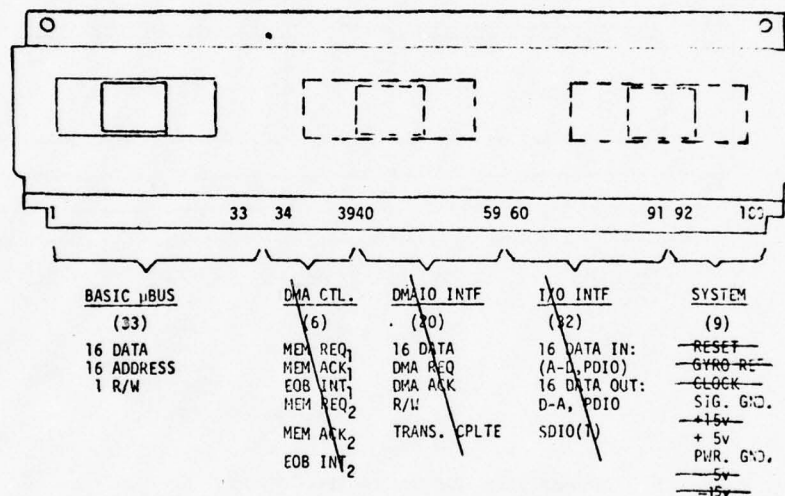 1 33 34 3940 59 60 91 92 100
BASIC µBUS
(33)
16 DATA
16 ADDRESS
1 R/W
DMA CTL.
(6)
MEM REQ1
MEM ACK1
EOB INT1
MEM REQ2
MEM ACK2
EOB INT2
DMAIO INTF
(20)
16 DATA
DMA REQ
DMA ACK
R/W
TRANS. CPLTE
I/O INTF
(32)
16 DATA IN:
(A-D,PDIO)
16 DATA OUT:
D-A, PDIO
SDIO(1)
SYSTEM
(9)
RESET
GYRO REF
CLOCK
SIG. GND.
+15v
+ 5v
PWR. GND.
- 5v
-15v